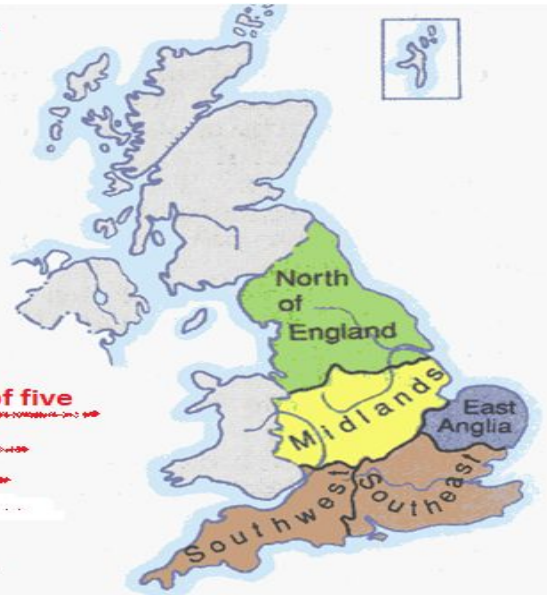 North
of
England
of five
Midlands
East
Anglia
Southwest
Southeast